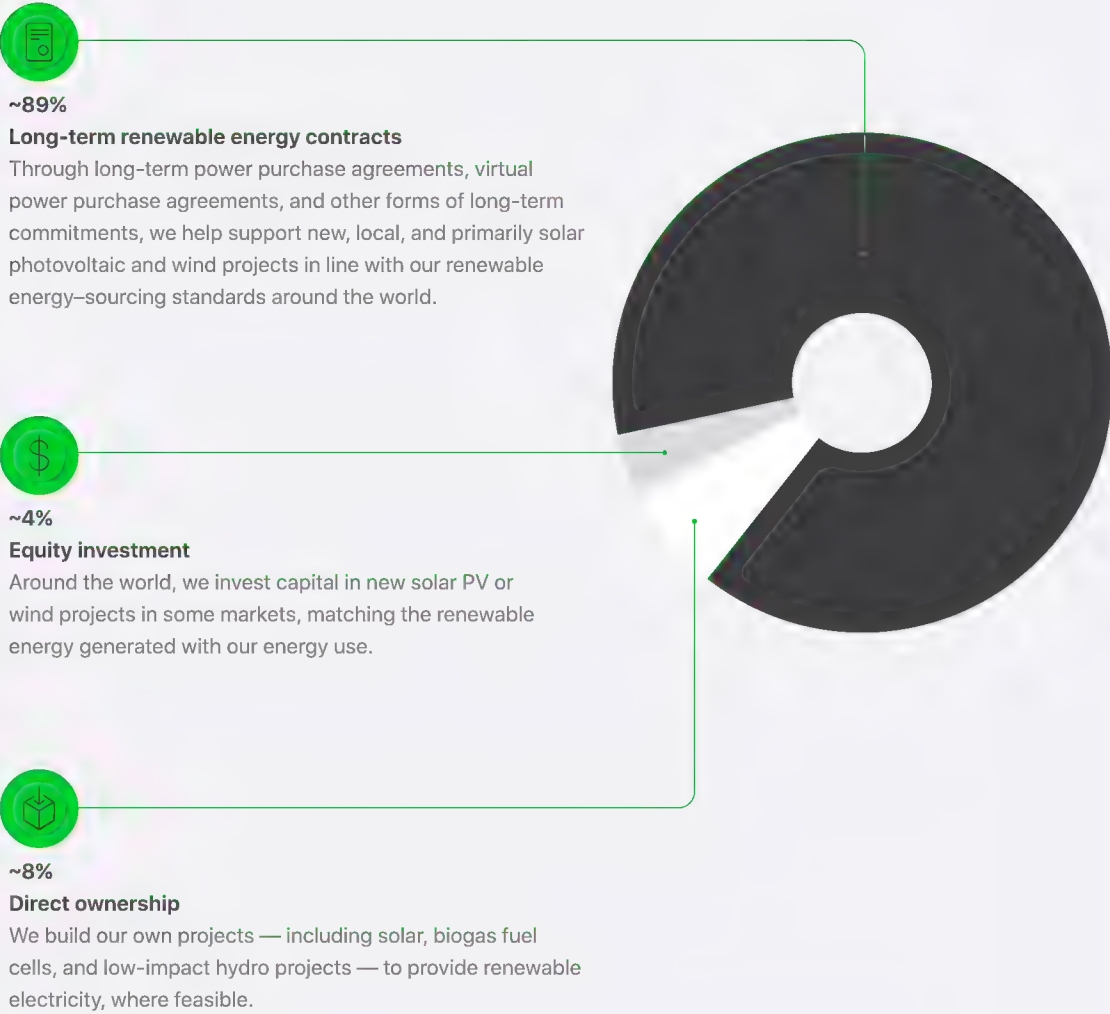 ~89%
Long-term renewable energy contracts
Through long-term power purchase agreements, virtual
power purchase agreements, and other forms of long-term
commitments, we help support new, local, and primarily solar
photovoltaic and wind projects in line with our renewable
energy–sourcing standards around the world.
$
~4%
Equity investment
Around the world, we invest capital in new solar PV or
wind projects in some markets, matching the renewable
energy generated with our energy use.
~8%
Direct ownership
We build our own projects — including solar, biogas fuel
cells, and low-impact hydro projects — to provide renewable
electricity, where feasible.